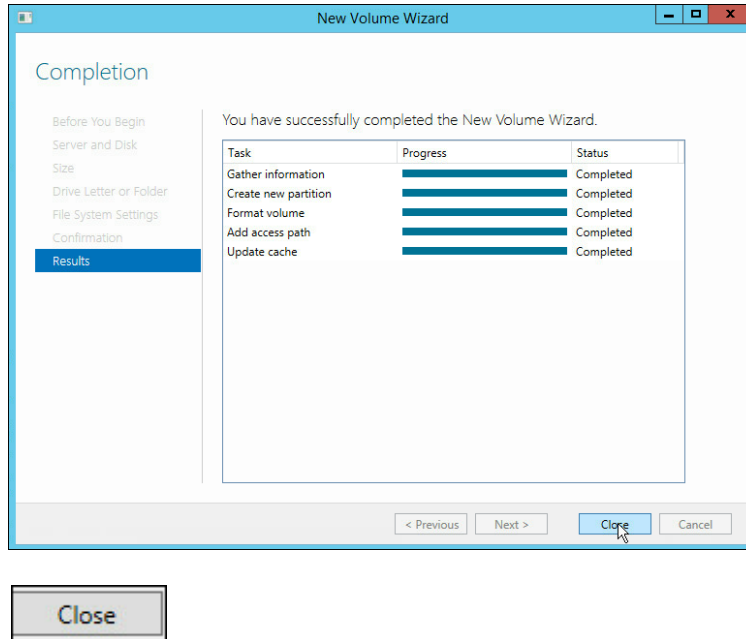 New Volume Wizard
Completion
Before You Begin
Server and Disk
Size
Drive Letter or Folder
File System Settings
Confirmation
Results
You have successfully completed the New Volume Wizard.
Task Progress Status
Gather information Completed
Create new partition Completed
Format volume Completed
Add access path Completed
Update cache Completed
< Previous Next > Close Cancel
Close